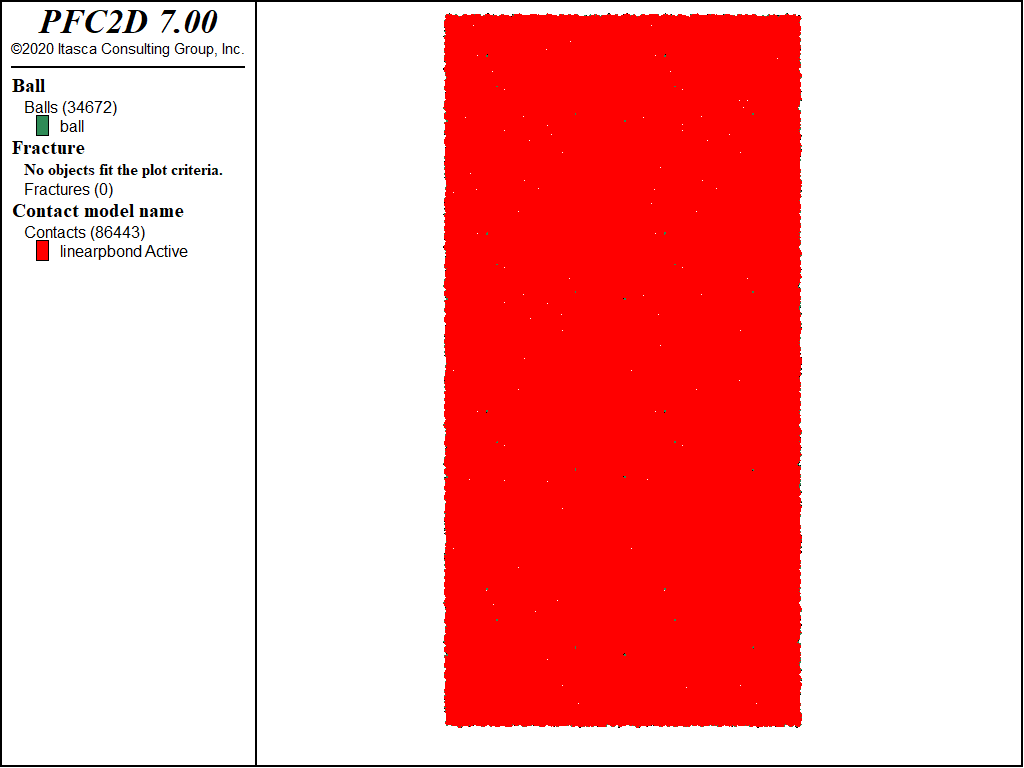 PFC2D 7.00
©2020 Itasca Consulting Group, Inc.
Ball
Balls (34672)
ball
Fracture
No objects fit the plot criteria.
Fractures (0)
Contact model name
Contacts (86443)
linearpbond Active